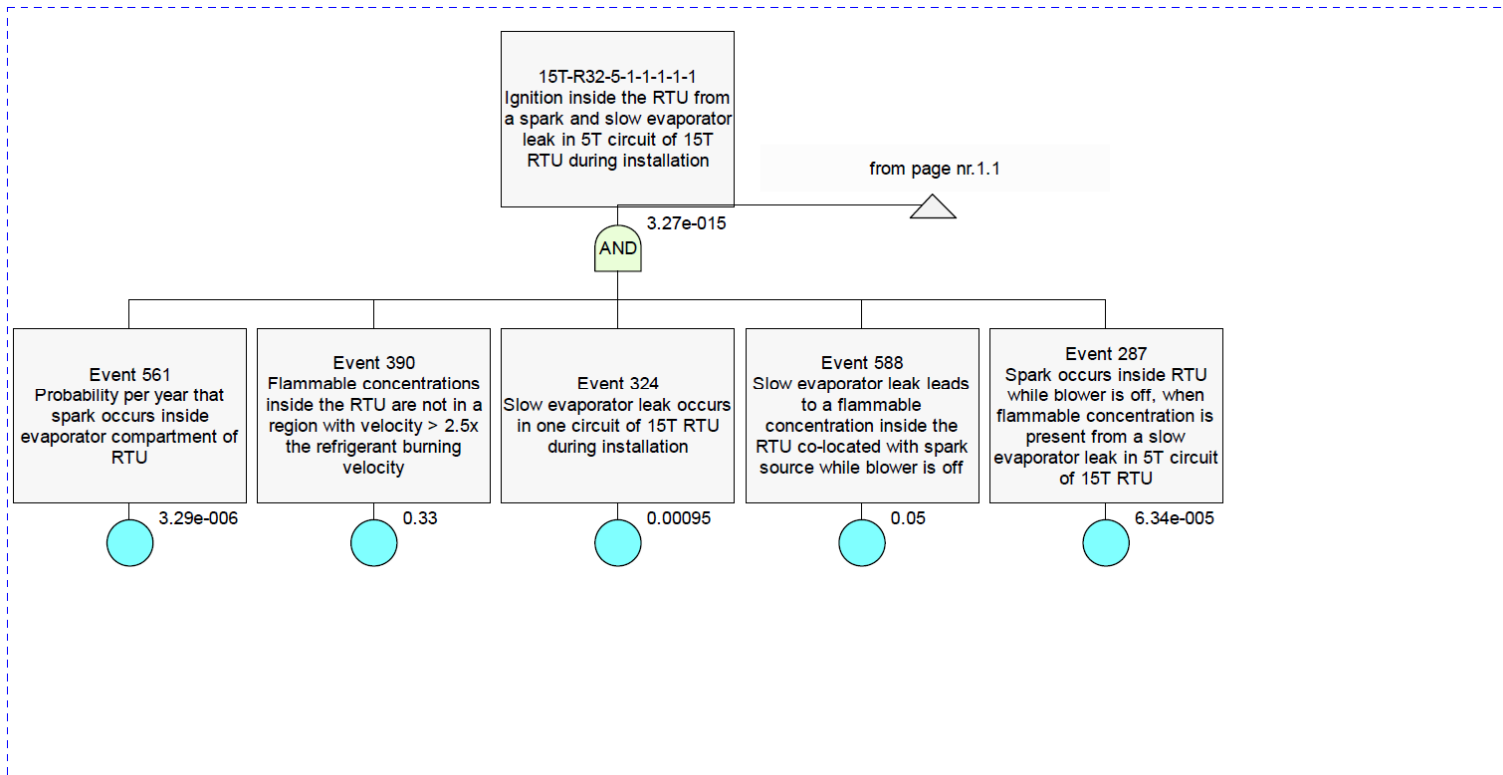 15T-R32-5-1-1-1-1-1
Ignition inside the RTU from
a spark and slow evaporator
leak in 5T circuit of 15T
RTU during installation
from page nr.1.1
3.27e-015
AND
Event 561
Probability per year that
spark occurs inside
evaporator compartment of
RTU
3.29e-006
Event 390
Flammable concentrations
inside the RTU are not in a
region with velocity > 2.5x
the refrigerant burning
velocity
0.33
Event 324
Slow evaporator leak occurs
in one circuit of 15T RTU
during installation
0.00095
Event 588
Slow evaporator leak leads
to a flammable
concentration inside the
RTU co-located with spark
source while blower is off
0.05
Event 287
Spark occurs inside RTU
while blower is off, when
flammable concentration is
present from a slow
evaporator leak in 5T circuit
of 15T RTU
6.34e-005